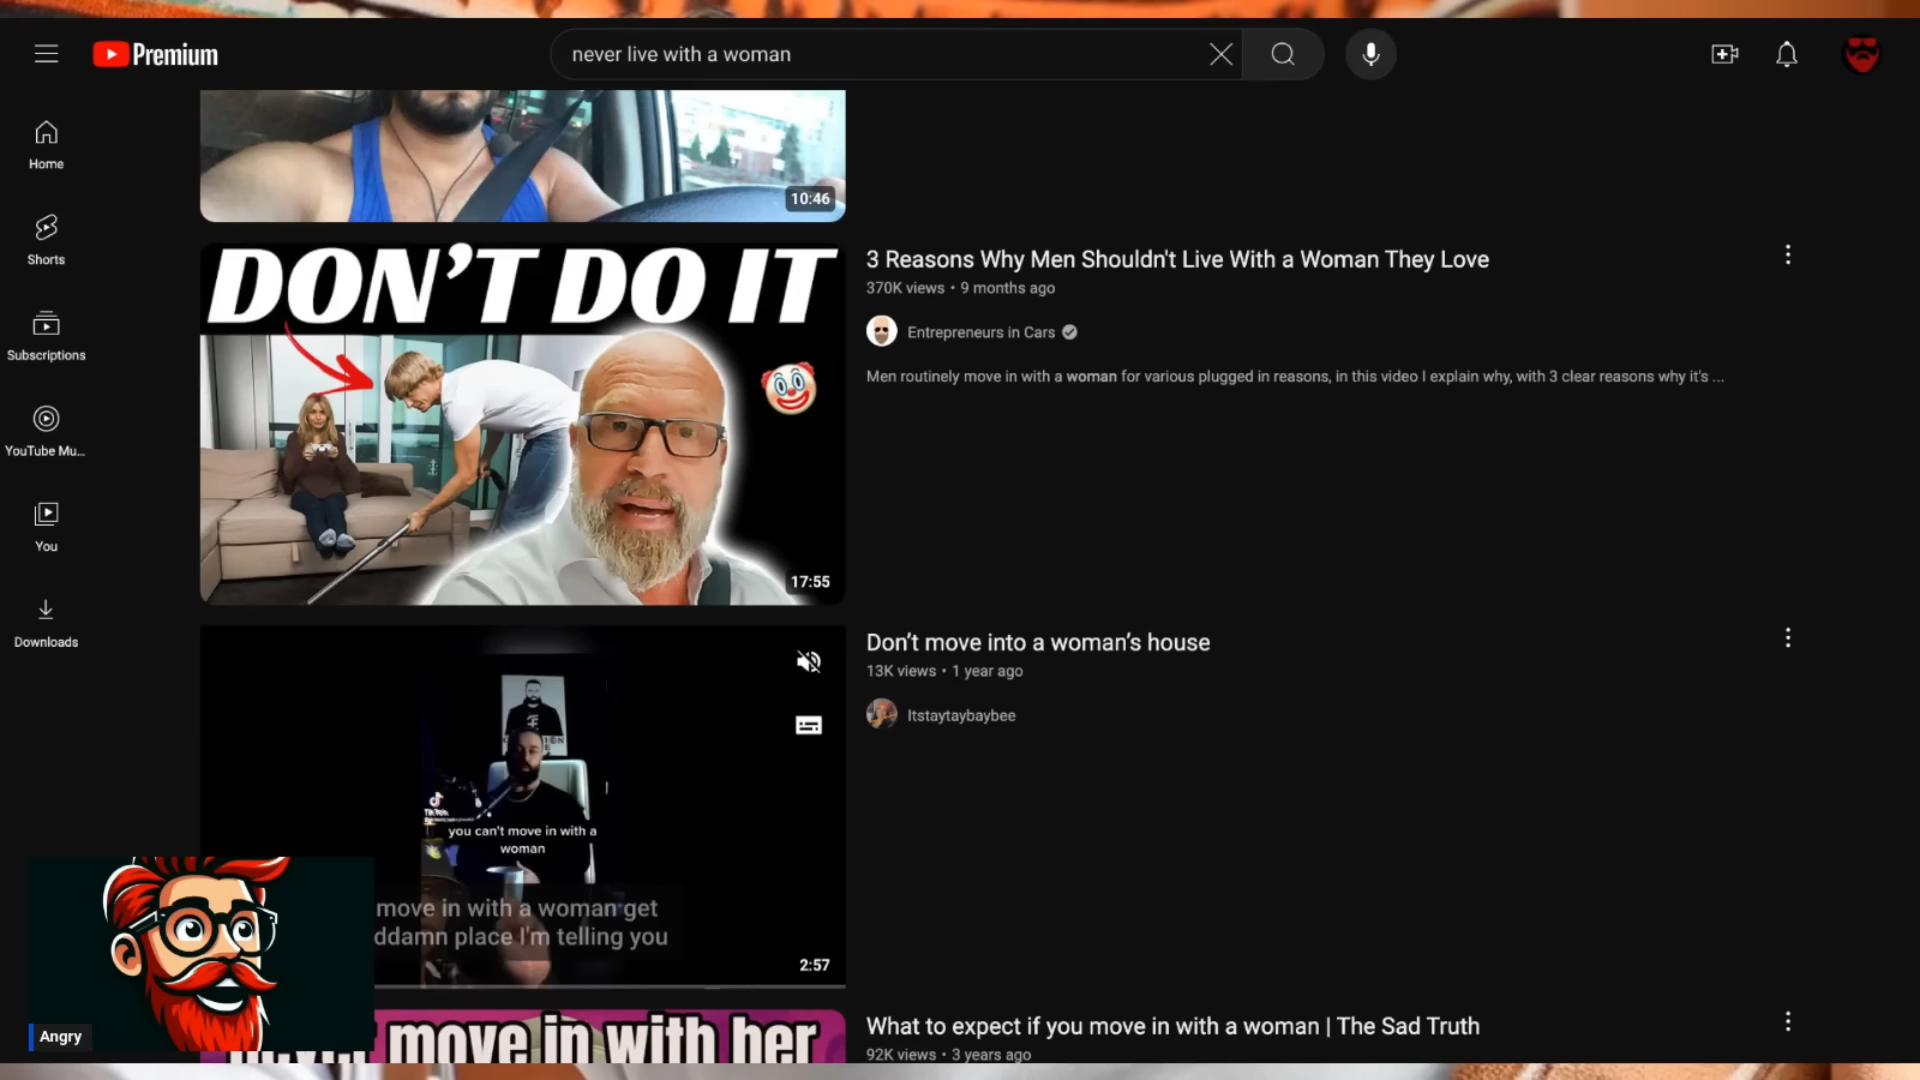 Premium
never live with a woman
Home
Shorts
Subscriptions
YouTube Mu...
You
Downloads
10:46
DON'T DO IT
17:55
3 Reasons Why Men Shouldn't Live With a Woman They Love
370K views • 9 months ago
Entrepreneurs in Cars
Men routinely move in with a woman for various plugged in reasons, in this video I explain why, with 3 clear reasons why it's ...
you can't move in with a
woman
move in with a woman get
ddamn place I'm telling you
2:57
Don’t move into a woman’s house
13K views • 1 year ago
Itstaytaybaybee
Angry
move in with her
What to expect if you move in with a woman | The Sad Truth
92K views • 3 years ago